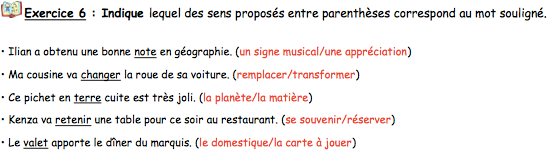 Exercice 6 : Indique lequel des sens proposés entre parenthèses correspond au mot souligné.
• Ilian a obtenu une bonne note en géographie. (un signe musical/une appréciation)
• Ma cousine va changer la roue de sa voiture. (remplacer/transformer)
• Ce pichet en terre cuite est très joli. (la planète/la matière)
• Kenza va retenir une table pour ce soir au restaurant. (se souvenir/réserver)
• Le valet apporte le dîner du marquis. (le domestique/la carte à jouer)